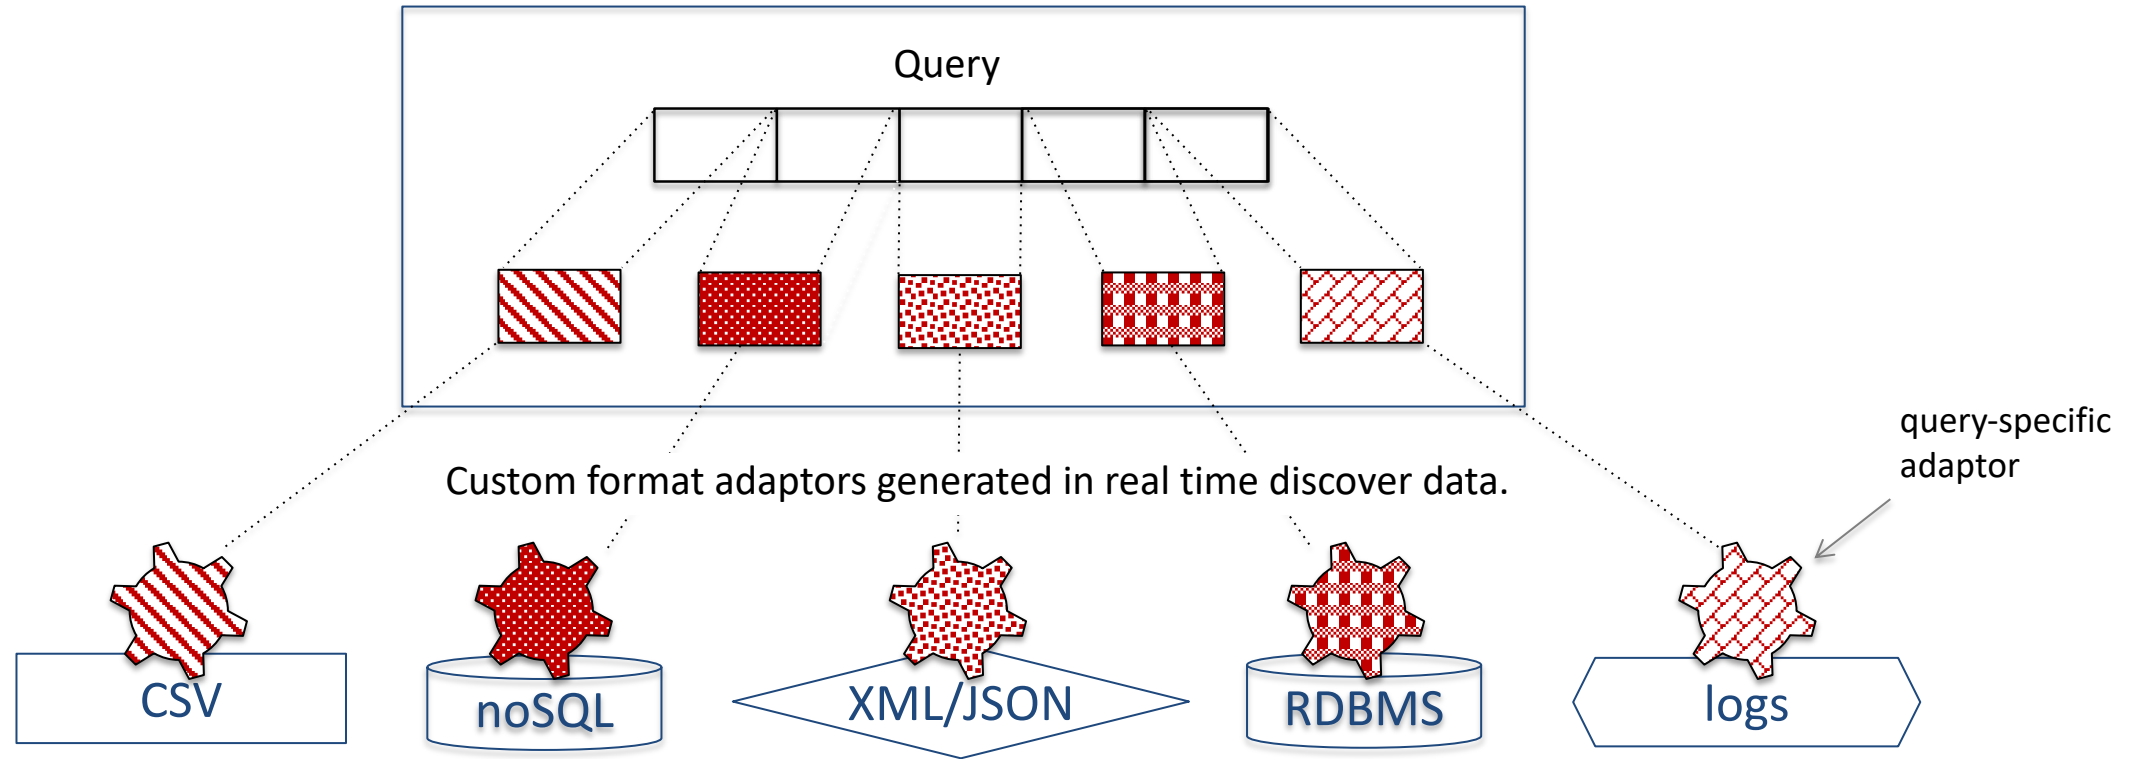 Query
query-specific
adaptor
Custom format adaptors generated in real time discover data.
CSV
noSQL
XML/JSON
RDBMS
logs